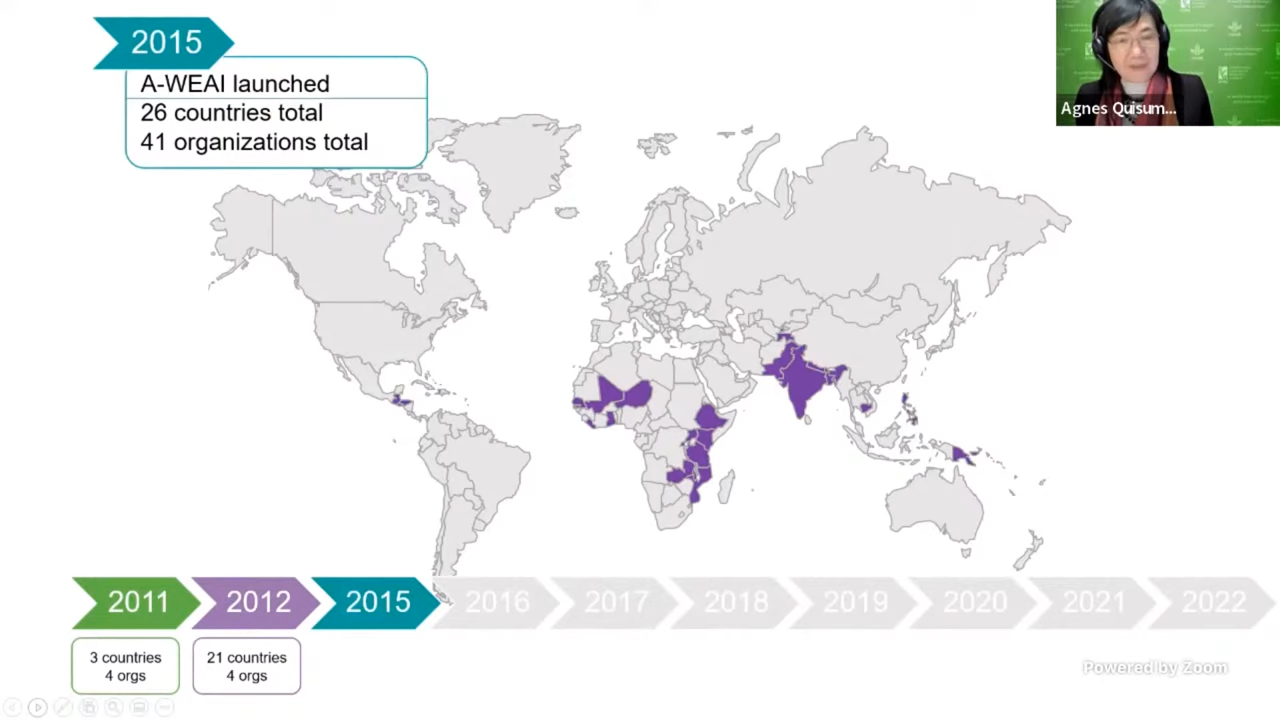 2015
A-WEAI launched
26 countries total
41 organizations total
Agnes Quisum...
2011
2012
2015
2016
2017
2018
2019
2020
2021
2022
3 countries
4 orgs
21 countries
4 orgs
Powered by Zoom